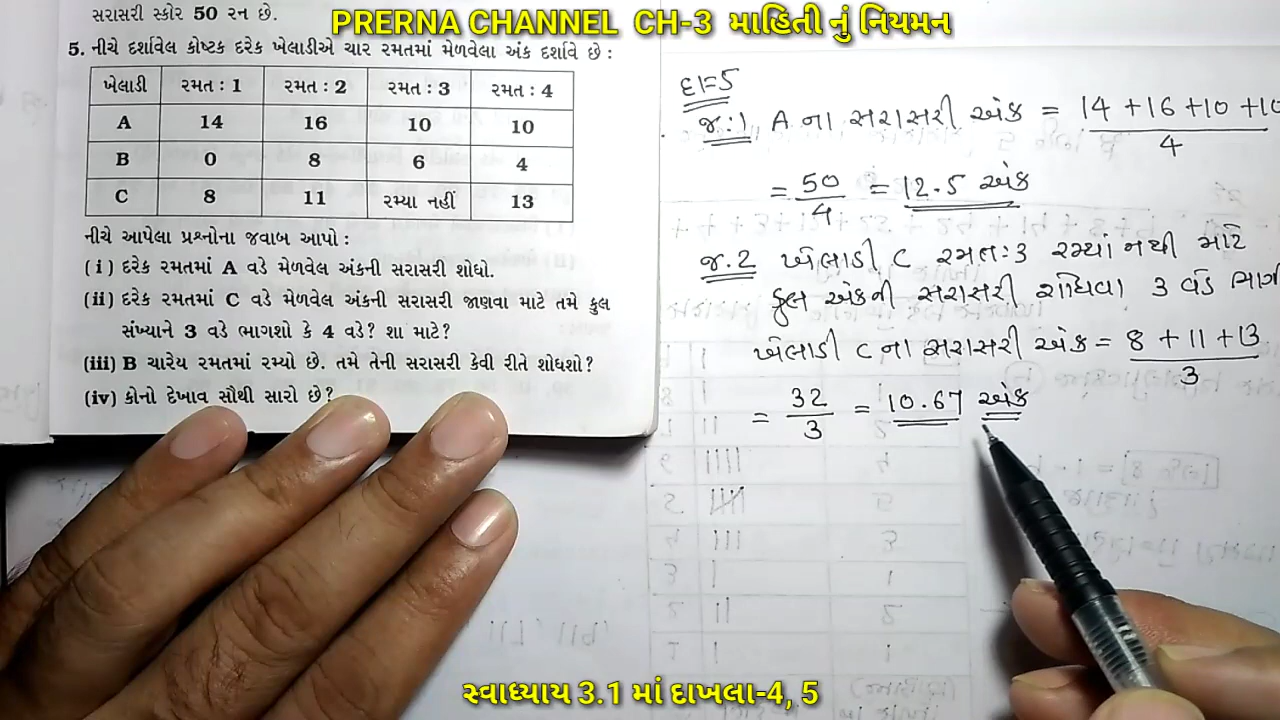 PRERNA CHANNEL CH-3 માહિતી નું નિયમન
સરાસરી સ્કોર 50 રન છે.
5. નીચે દર્શાવેલ કોષ્ટક દરેક ખેલાડીએ ચાર રમતમાં મેળવેલા અંક દર્શાવે છે :
ખેલાડી રમત : 1 રમત : 2 રમત : 3 રમત : 4
A 14 16 10 10
B 0 8 6 4
C 8 11 રમ્યા નહીં 13
નીચે આપેલા પ્રશ્નોના જવાબ આપો :
(i) દરેક રમતમાં A વડે મેળવેલ અંકની સરાસરી શોધો.
(ii) દરેક રમતમાં C વડે મેળવેલ અંકની સરાસરી જાણવા માટે તમે કુલ
સંખ્યાને 3 વડે ભાગશો કે 4 વડે? શા માટે?
(iii) B ચારેય રમતમાં રમ્યો છે. તમે તેની સરાસરી કેવી રીતે શોધશો?
(iv) કોનો દેખાવ સૌથી સારો છે?
દા=5
જ.:1 A ના સરાસરી અંક = 14 +16 +10 +10
4
= 50 = 12.5 અંક
4
જ.2 ખેલાડી C રમત:3 રમ્યાં નથી માટે
કુલ અંકની સરાસરી શોધવા 3 વડે ભાગ
ખેલાડી C ના સરાસરી અંક = 8 + 11 + 13
3
= 32 = 10.67 અંક
3
સ્વાધ્યાય 3.1 માં દાખલા-4, 5